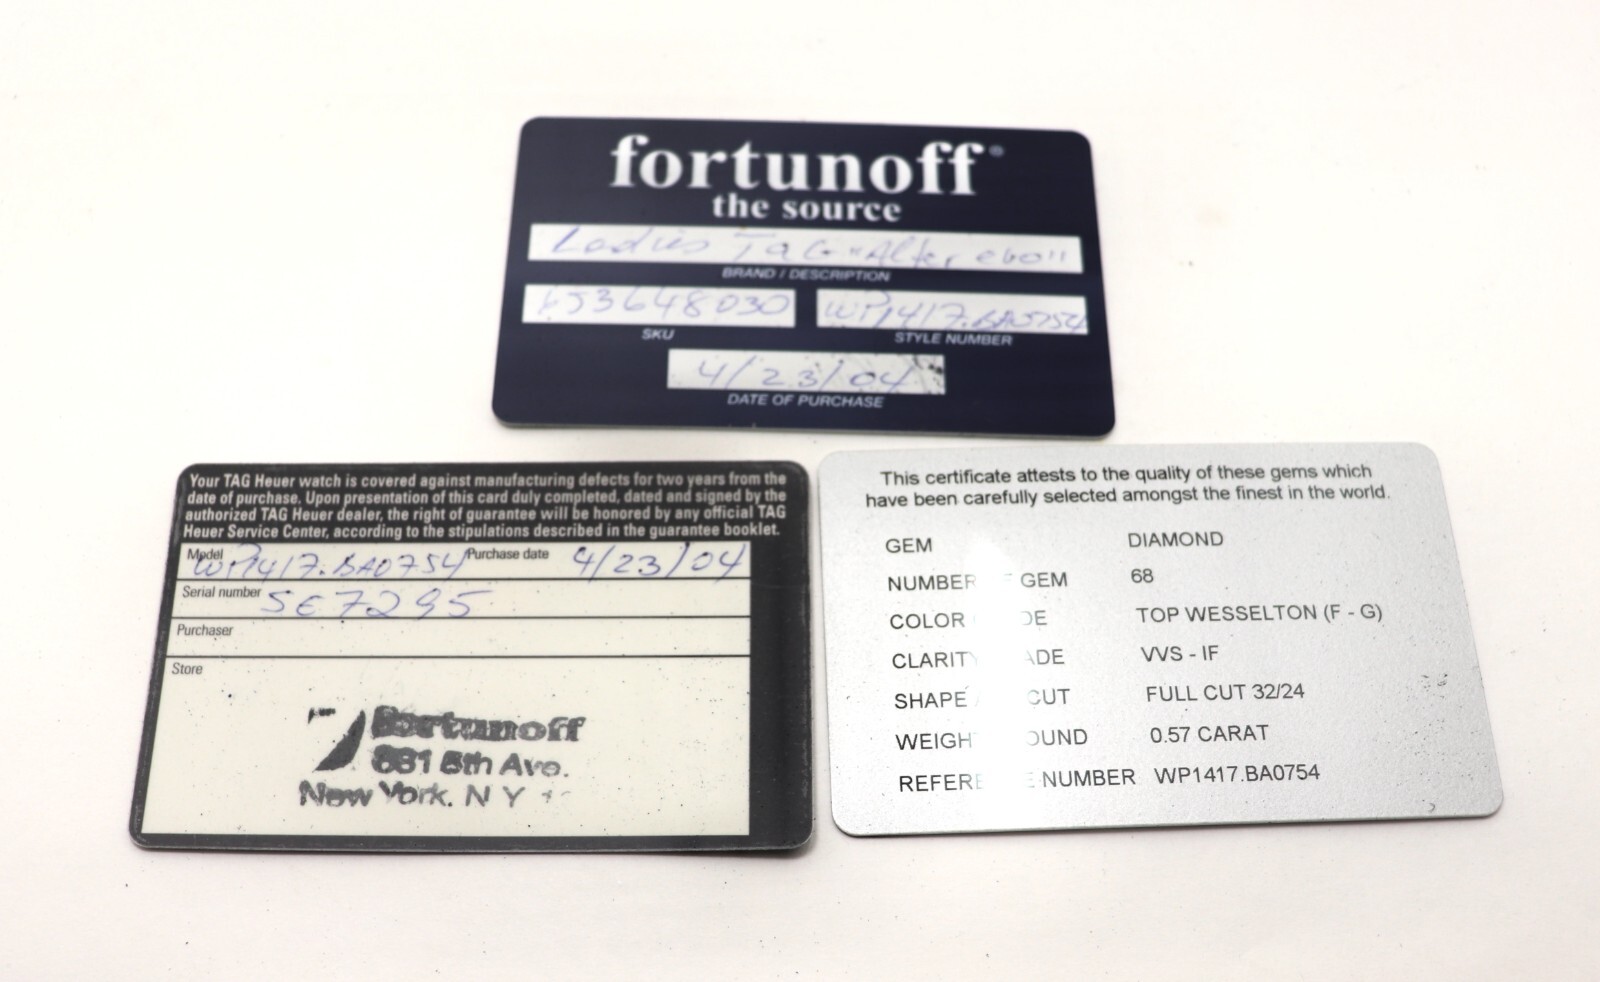 fortunoff®
the source
Ladies TAG "Alter ego"
BRAND / DESCRIPTION
653648030 WP1417.BA0754
SKU STYLE NUMBER
4/23/04
DATE OF PURCHASE
Your TAG Heuer watch is covered against manufacturing defects for two years from the
date of purchase. Upon presentation of this card duly completed, dated and signed by the
authorized TAG Heuer dealer, the right of guarantee will be honored by any official TAG
Heuer Service Center, according to the stipulations described in the guarantee booklet.
Model WP1417.BA0754 Purchase date 4/23/04
Serial number SE7295
Purchaser
Store
fortunoff
681 5th Ave.
New York. N Y
This certificate attests to the quality of these gems which
have been carefully selected amongst the finest in the world.
GEM DIAMOND
NUMBER GEM 68
COLOR DE TOP WESSELTON (F - G)
CLARITY ADE VVS - IF
SHAPE CUT FULL CUT 32/24
WEIGH OUND 0.57 CARAT
REFERE E NUMBER WP1417.BA0754